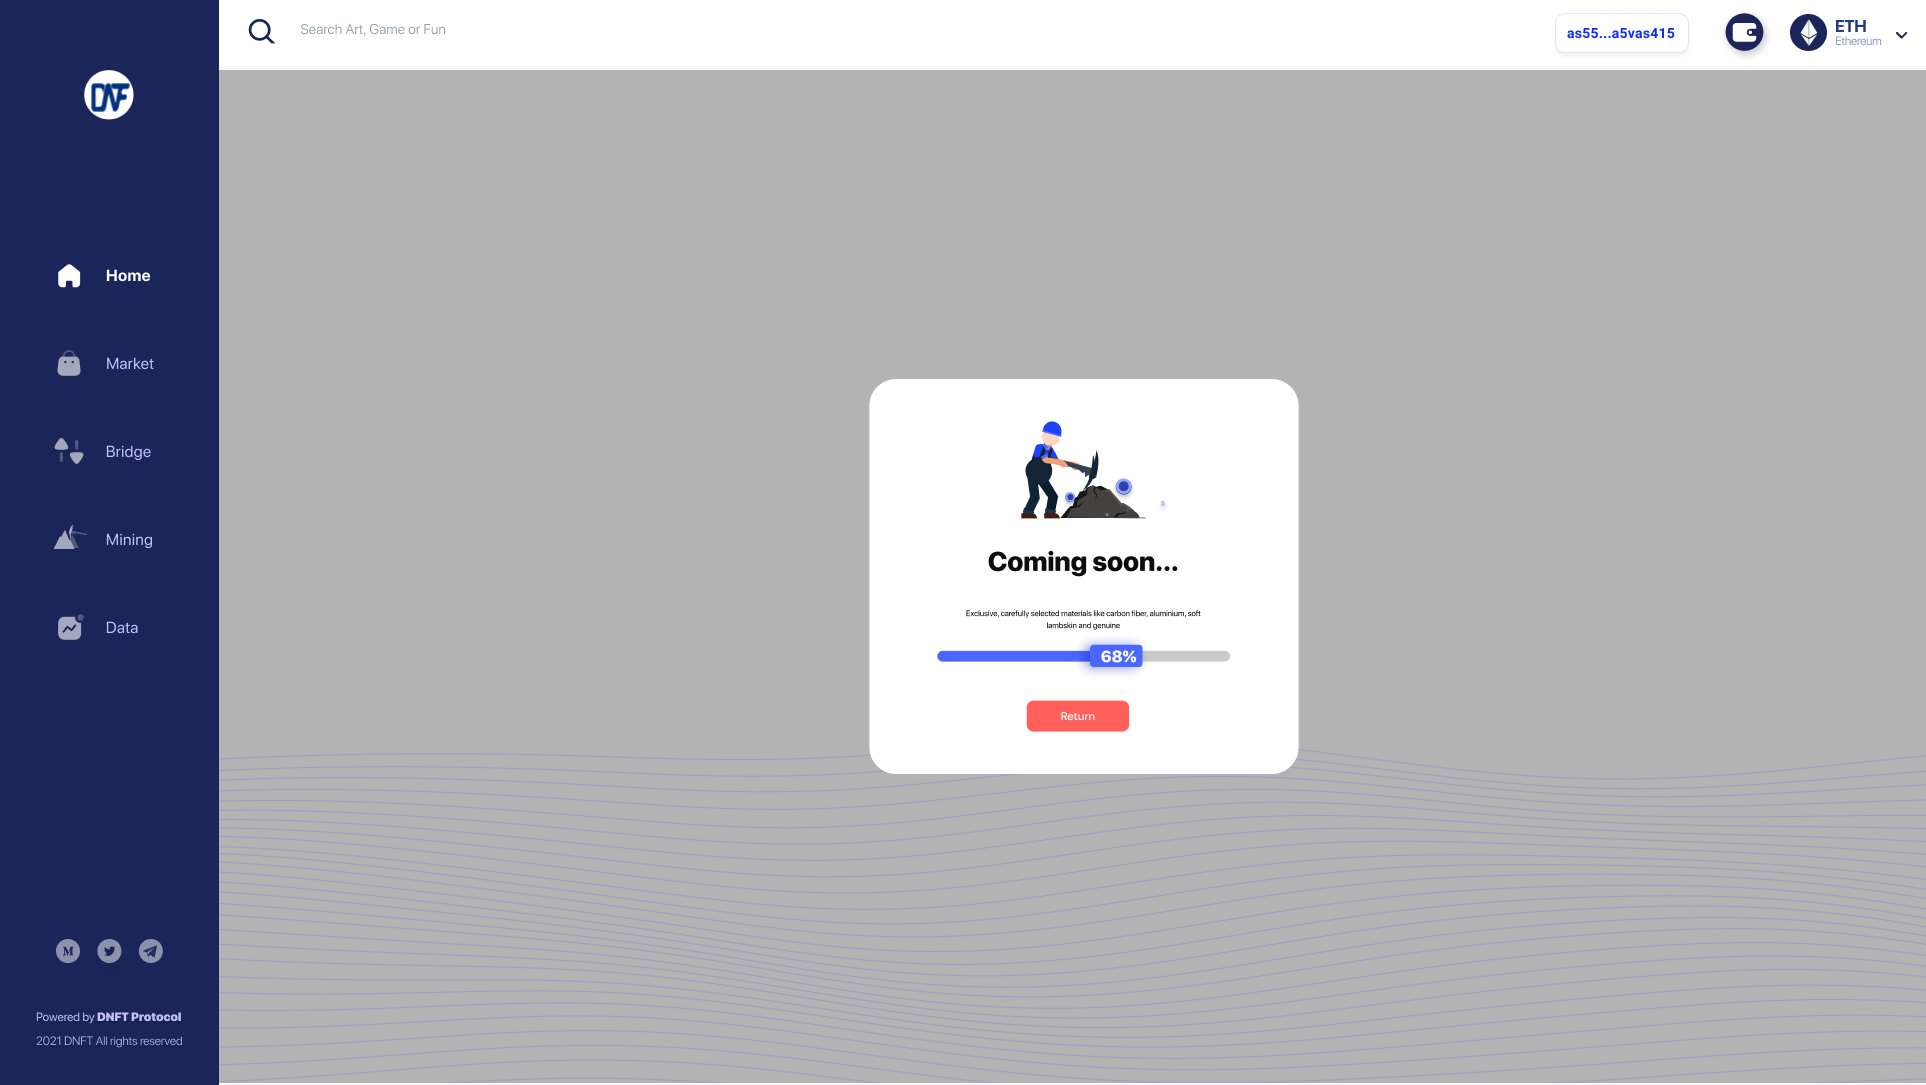 Search Art, Game or Fun
as55...a5vas415
ETH
Ethereum
DNF
Home
Market
Bridge
Mining
Data
Coming soon...
Exclusive, carefully selected materials like carbon fiber, aluminium, soft
lambskin and genuine
68%
Return
M
Powered by DNFT Protocol
2021 DNFT All rights reserved